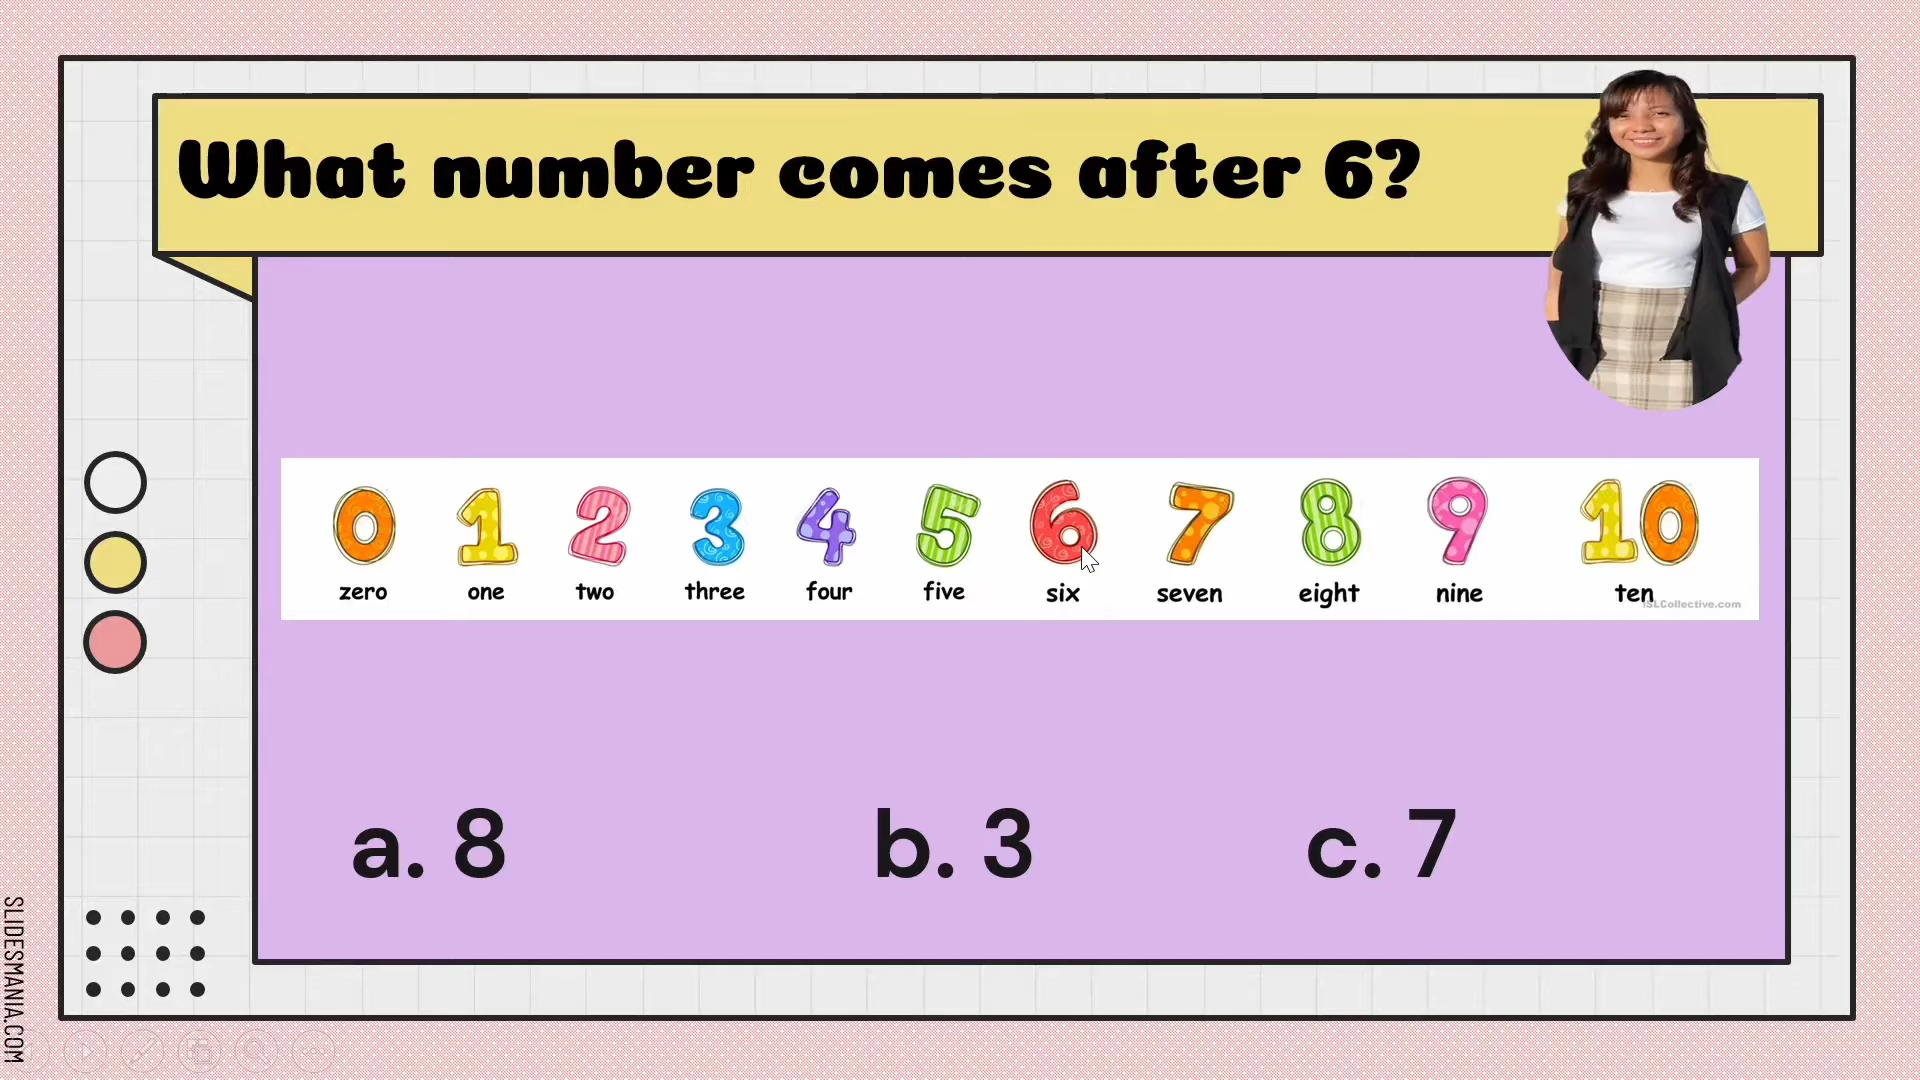 What number comes after 6?
0 1 2 3 4 5 6 7 8 9 10
zero one two three four five six seven eight nine ten
iSLCollective.com
a. 8 b. 3 c. 7
SLIDESMANIA.COM